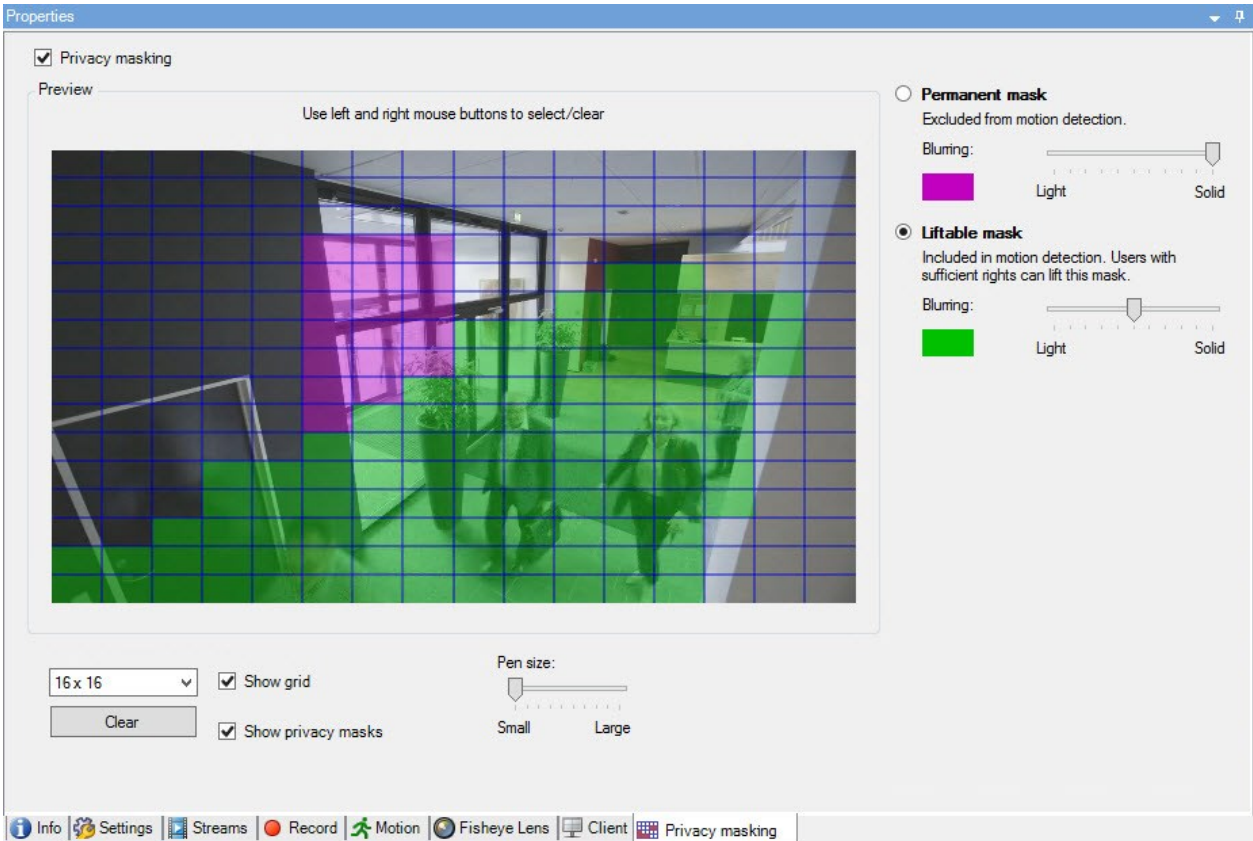 Properties
Privacy masking
Preview
Use left and right mouse buttons to select/clear
Permanent mask
Excluded from motion detection.
Blurring:
Light Solid
Liftable mask
Included in motion detection. Users with
sufficient rights can lift this mask.
Blurring:
Light Solid
16 x 16
Show grid
Clear
Show privacy masks
Pen size:
Small Large
Info Settings Streams Record Motion Fisheye Lens Client Privacy masking